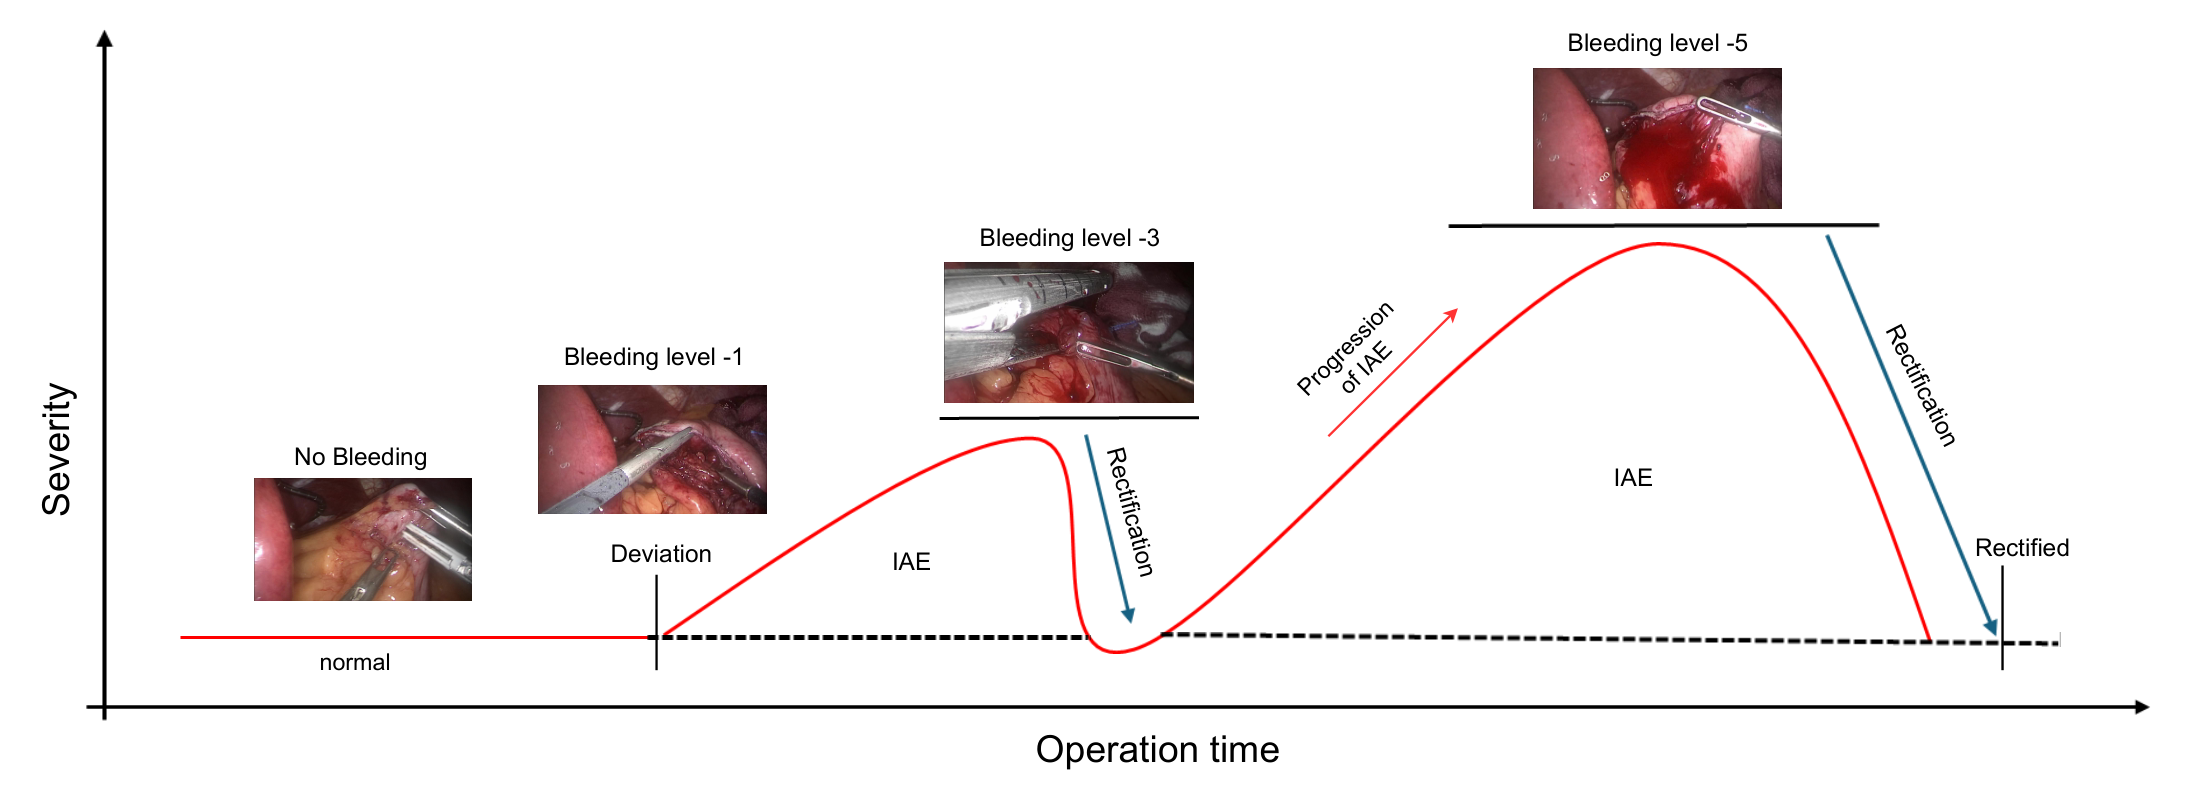 Bleeding level -5
Bleeding level -3
Bleeding level -1
No Bleeding
Severity
Deviation
normal
IAE
Rectification
Progression
of IAE
IAE
Rectification
Rectified
Operation time